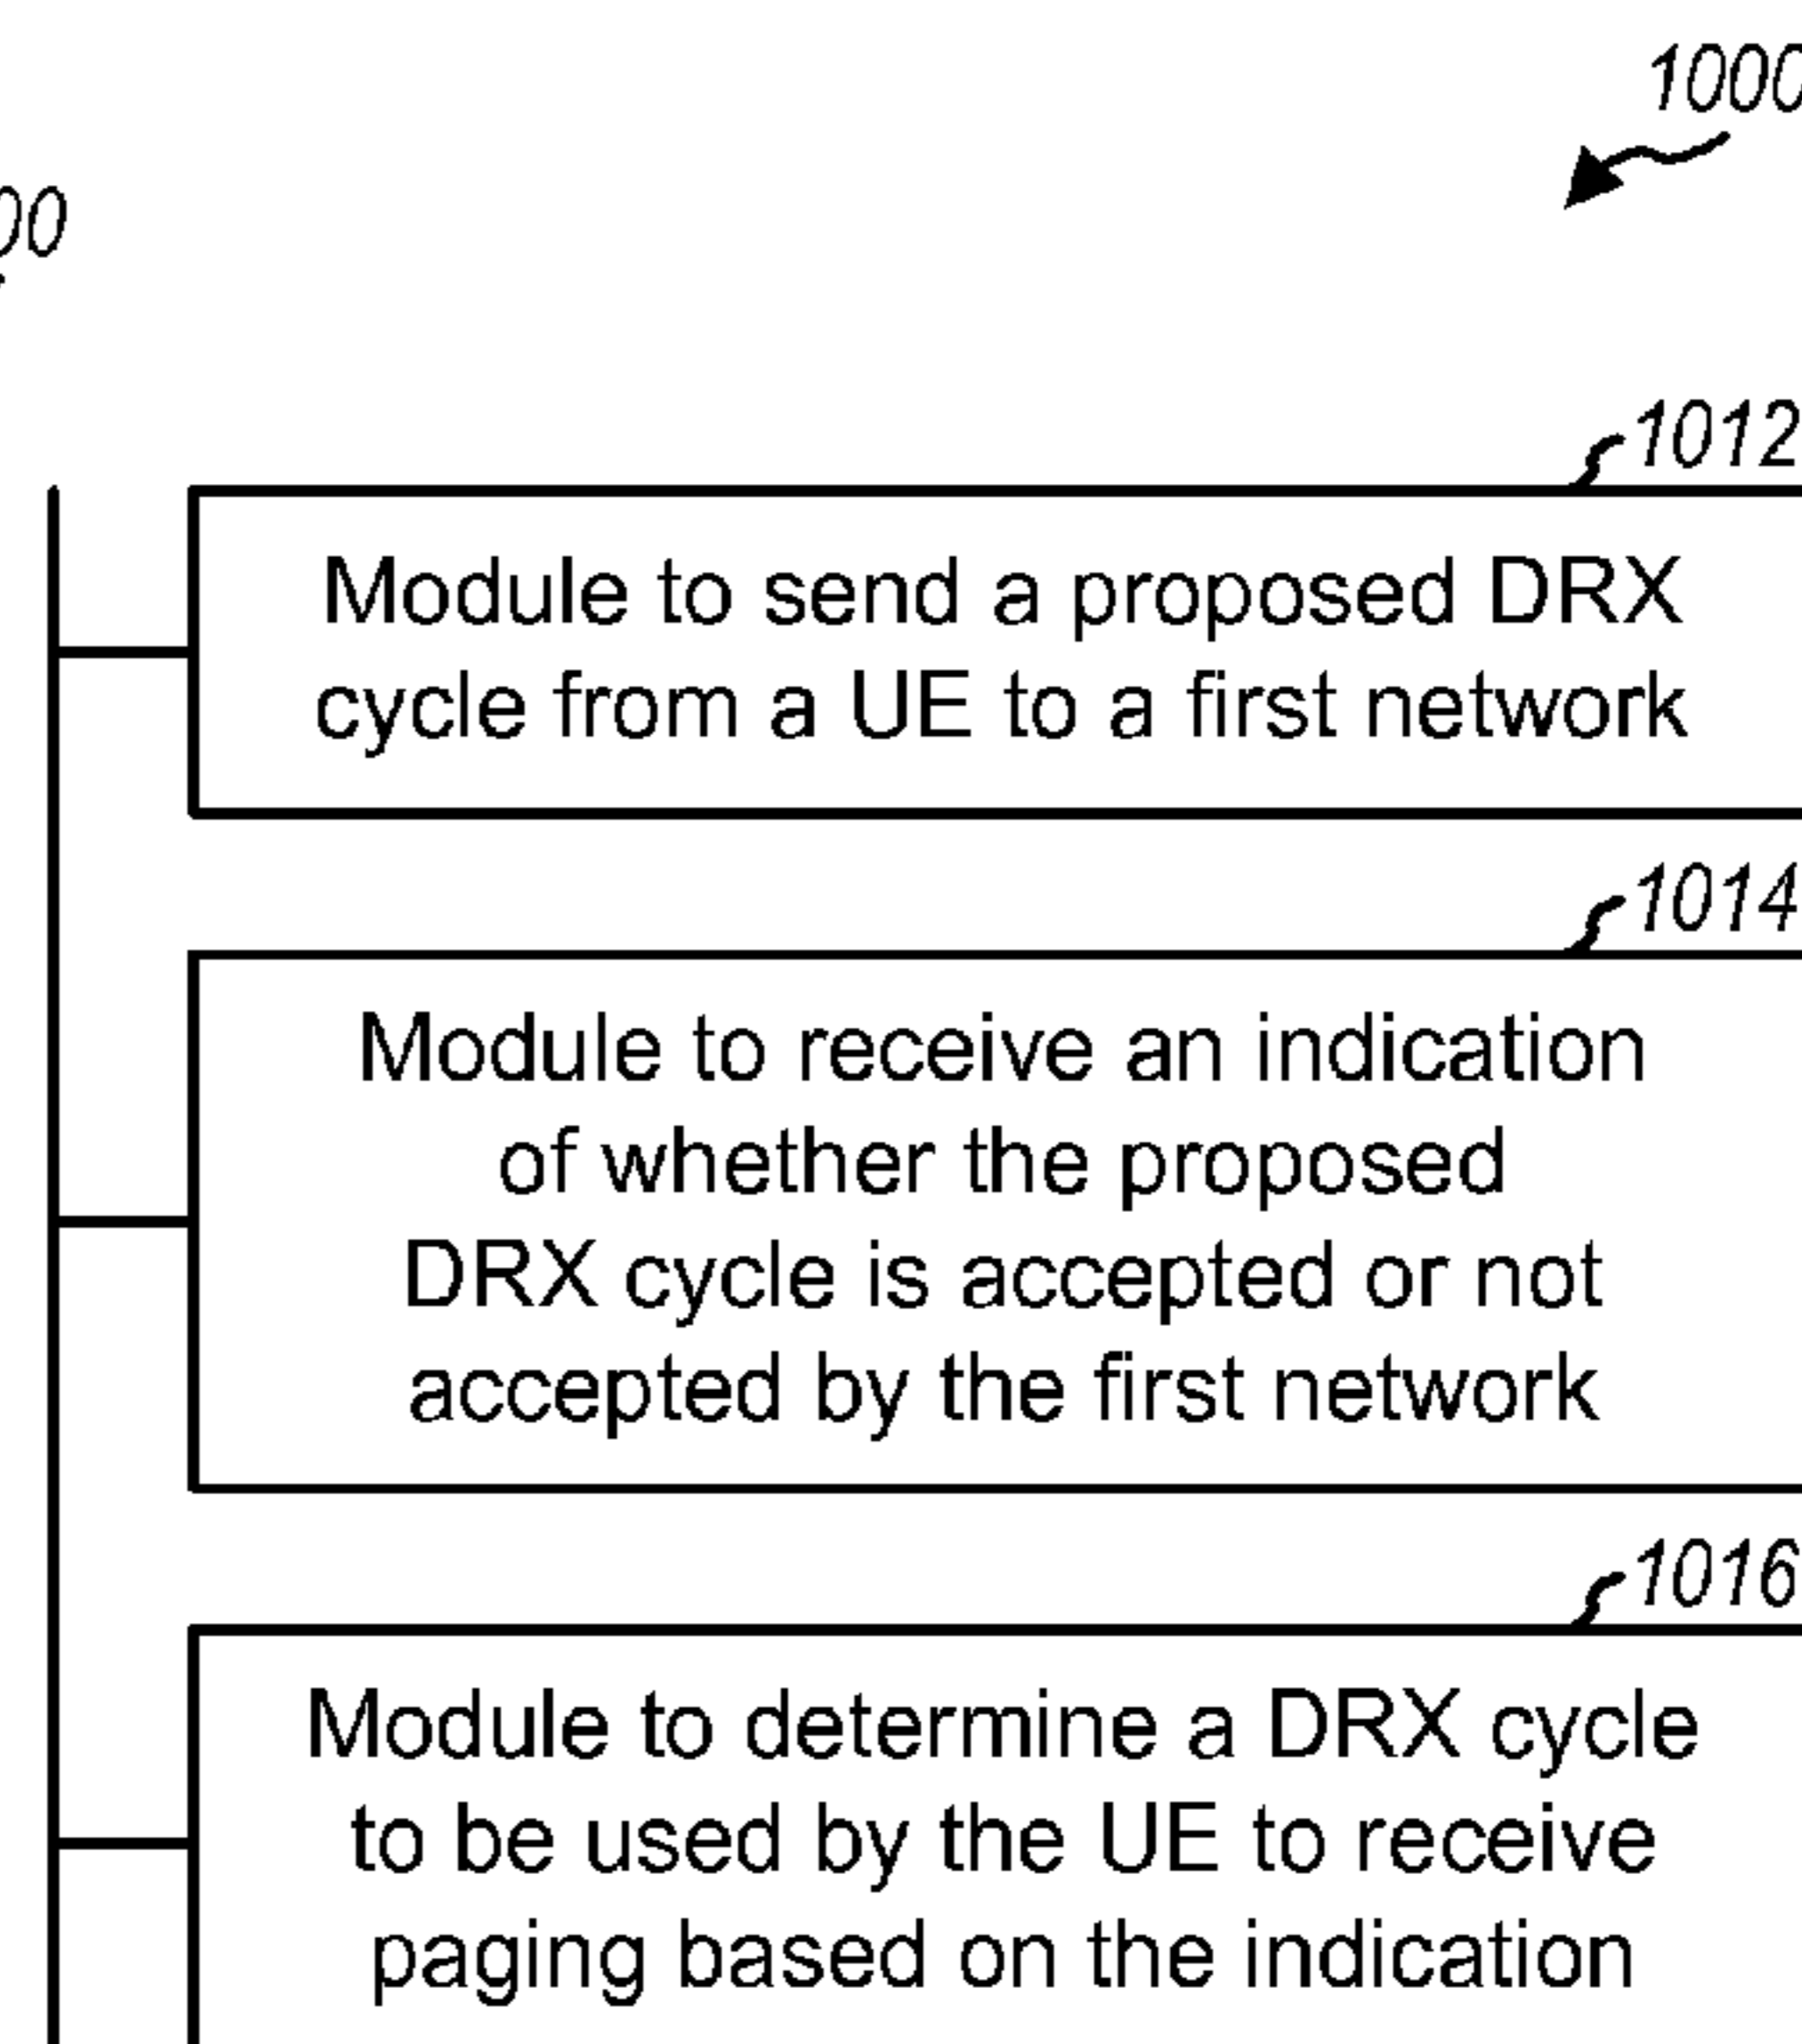 1000
00
1012
Module to send a proposed DRX
cycle from a UE to a first network
1014
Module to receive an indication
of whether the proposed
DRX cycle is accepted or not
accepted by the first network
1016
Module to determine a DRX cycle
to be used by the UE to receive
paging based on the indication